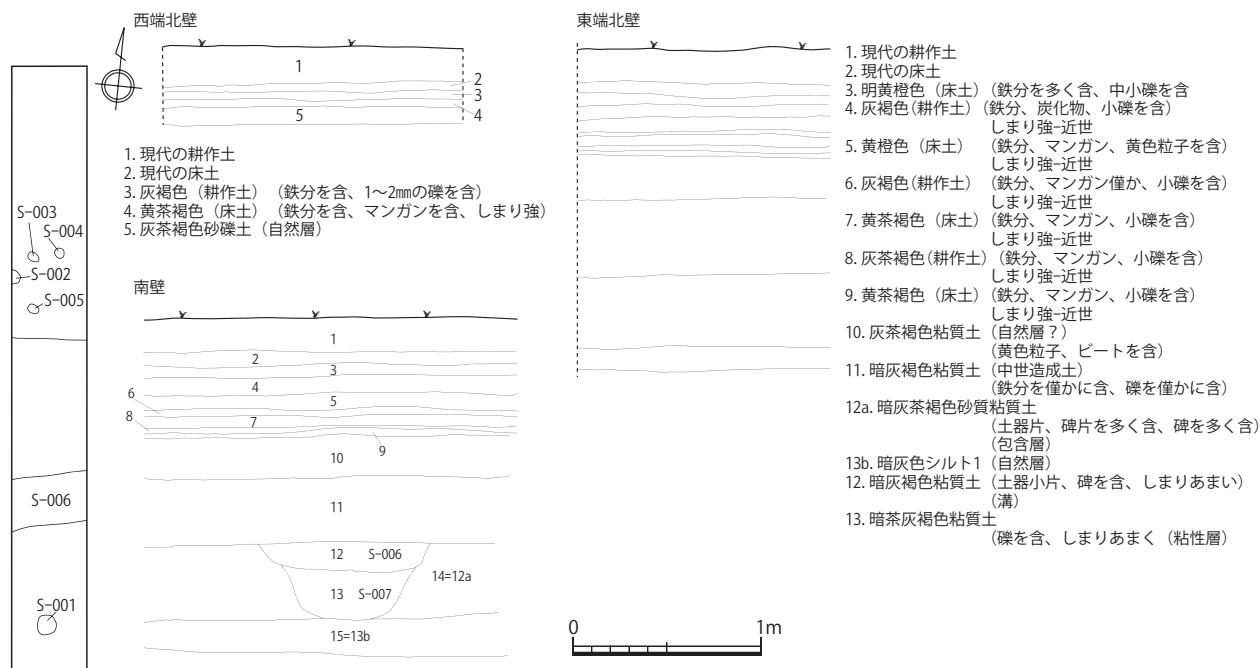 西端北壁
1
2
3
4
5
1. 現代の耕作土
2. 現代の床土
3. 灰褐色（耕作土）（鉄分を含、1〜2㎜の礫を含）
4. 黄茶褐色（床土）（鉄分を含、マンガンを含、しまり強）
5. 灰茶褐色砂礫土（自然層）
S-003
S-004
S-002
S-005
S-006
S-001
南壁
1
2
3
4
5
6
7
8
9
10
11
12 S-006
13 S-007
14=12a
15=13b
0 1m
東端北壁
1. 現代の耕作土
2. 現代の床土
3. 明黄橙色（床土）（鉄分を多く含、中小礫を含
4. 灰褐色（耕作土）（鉄分、炭化物、小礫を含）
しまり強-近世
5. 黄橙色（床土）（鉄分、マンガン、黄色粒子を含）
しまり強-近世
6. 灰褐色（耕作土）（鉄分、マンガン僅か、小礫を含）
しまり強-近世
7. 黄茶褐色（床土）（鉄分、マンガン、小礫を含）
しまり強-近世
8. 灰茶褐色（耕作土）（鉄分、マンガン、小礫を含）
しまり強-近世
9. 黄茶褐色（床土）（鉄分、マンガン、小礫を含）
しまり強-近世
10. 灰茶褐色粘質土（自然層？）
（黄色粒子、ビートを含）
11. 暗灰褐色粘質土（中世造成土）
（鉄分を僅かに含、礫を僅かに含）
12a. 暗灰茶褐色砂質粘質土
（土器片、碑片を多く含、碑を多く含）
（包含層）
13b. 暗灰色シルト1（自然層）
12. 暗灰褐色粘質土（土器小片、碑を含、しまりあまい）
（溝）
13. 暗茶灰褐色粘質土
（礫を含、しまりあまく（粘性層）